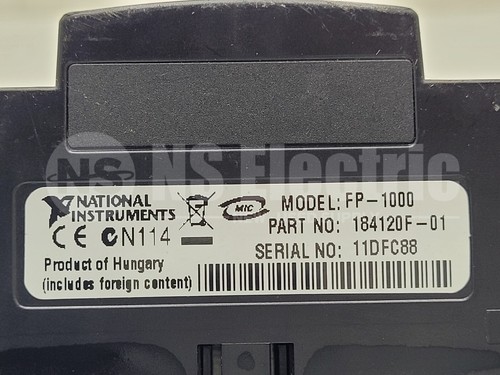 NS NS Electric
NATIONAL
INSTRUMENTS
MIC
MODEL: FP-1000
PART NO: 184120F-01
CE N114
SERIAL NO: 11DFC88
Product of Hungary
(includes foreign content)